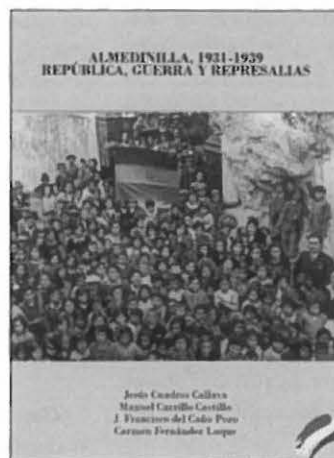 ALMEDINILLA, 1931-1939
REPÚBLICA, GUERRA Y REPRESALIAS
Jesús Cuadros Callava
Manuel Carrillo Castillo
J. Francisco del Caño Pozo
Carmen Fernández Luque